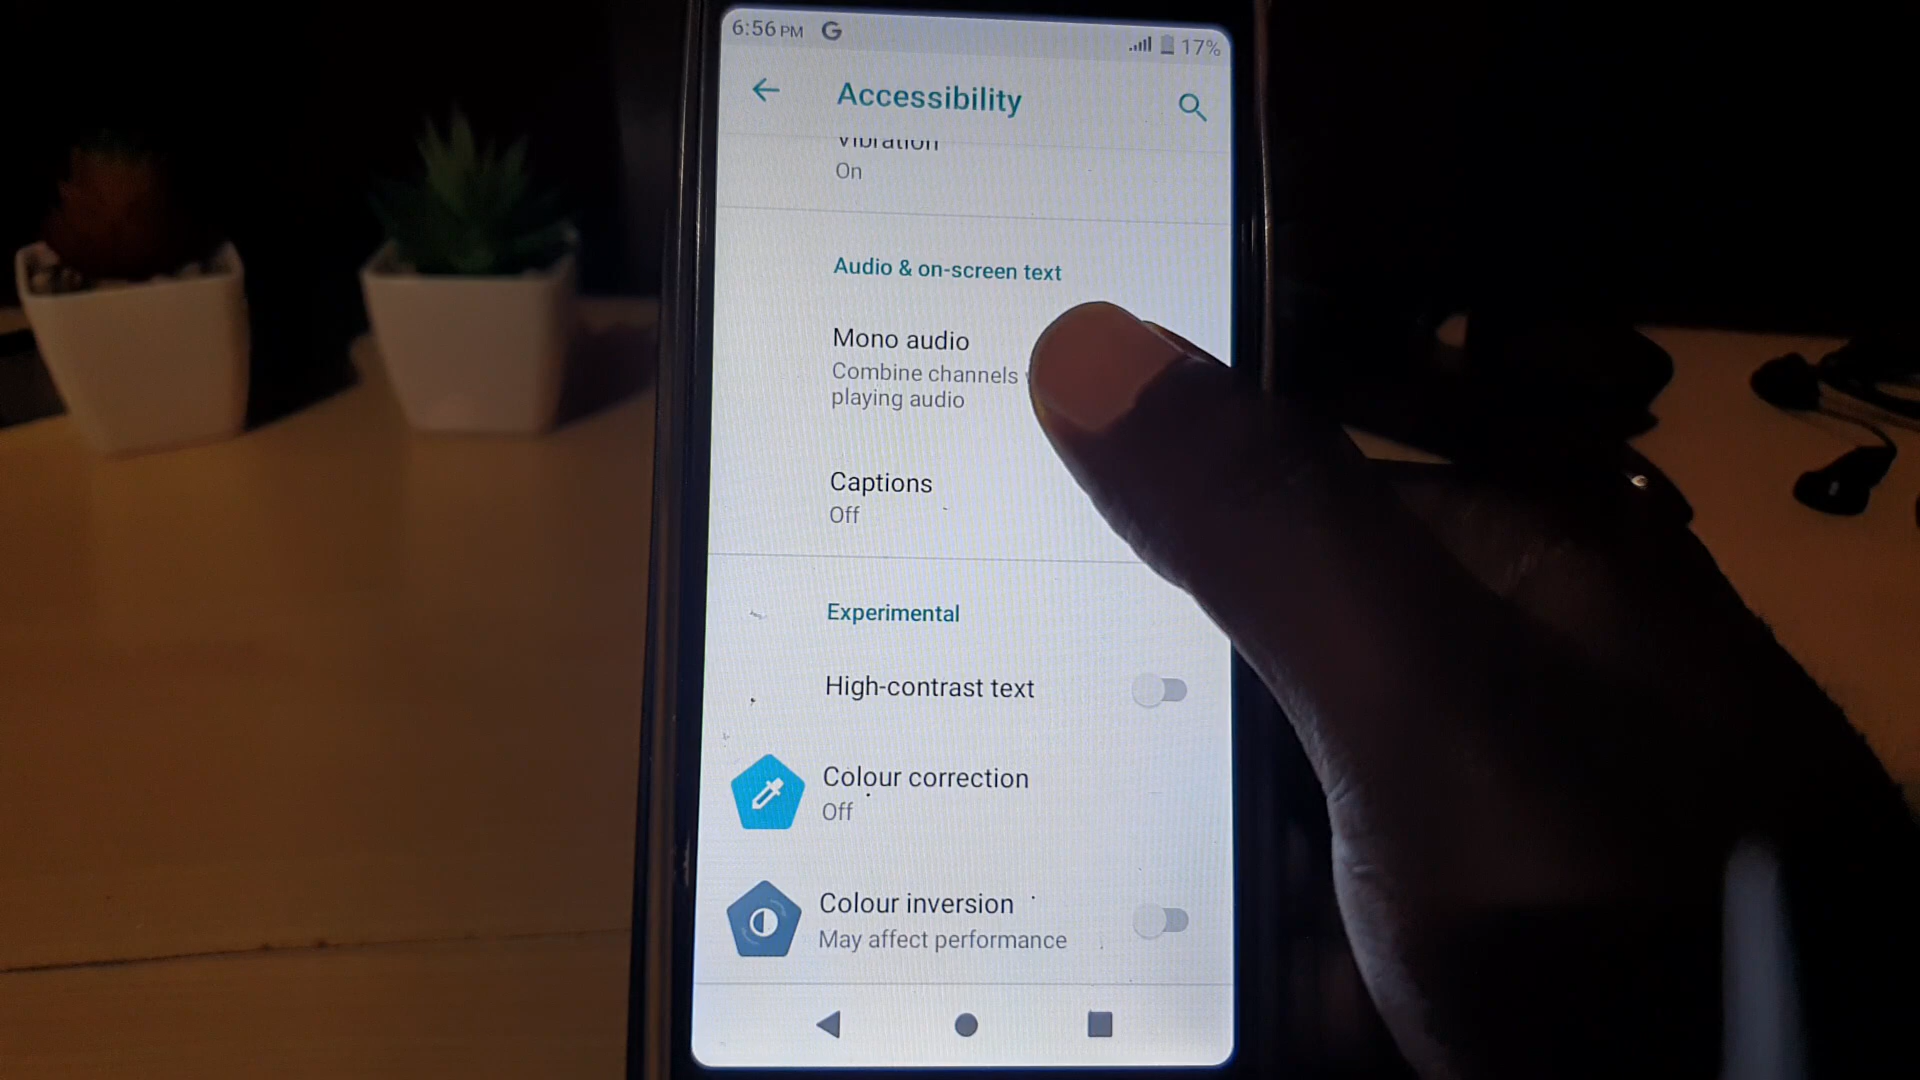 6:56 PM G 17%
Accessibility
Vibration
On
Audio & on-screen text
Mono audio
Combine channels
playing audio
Captions
Off
Experimental
High-contrast text
Colour correction
Off
Colour inversion
May affect performance